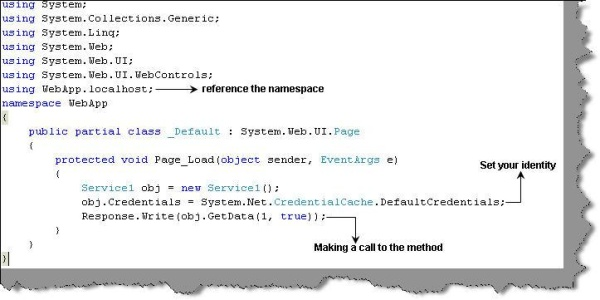 using System;
using System.Collections.Generic;
using System.Linq;
using System.Web;
using System.Web.UI;
using System.Web.UI.WebControls;
using WebApp.localhost; reference the namespace
namespace WebApp
{
public partial class _Default : System.Web.UI.Page
{
protected void Page_Load(object sender, EventArgs e)
Set your identity
{
Service1 obj = new Service1();
obj.Credentials = System.Net.CredentialCache.DefaultCredentials;
Response.Write(obj.GetData(1, true));
}
Making a call to the method
}
}